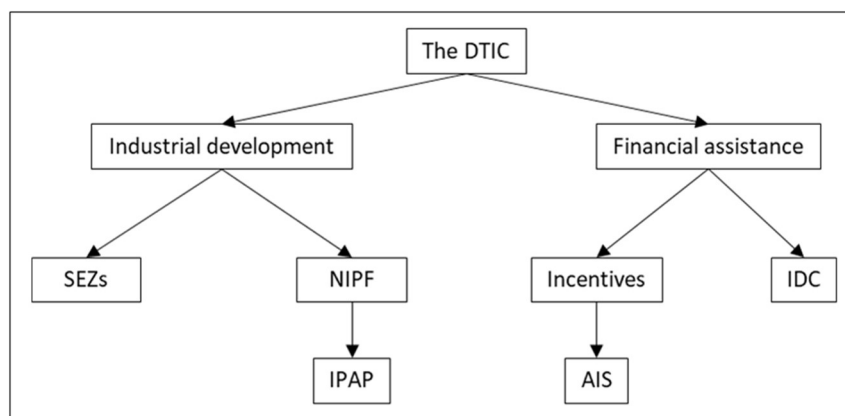 The DTIC
Industrial development
Financial assistance
SEZs
NIPF
Incentives
IDC
IPAP
AIS